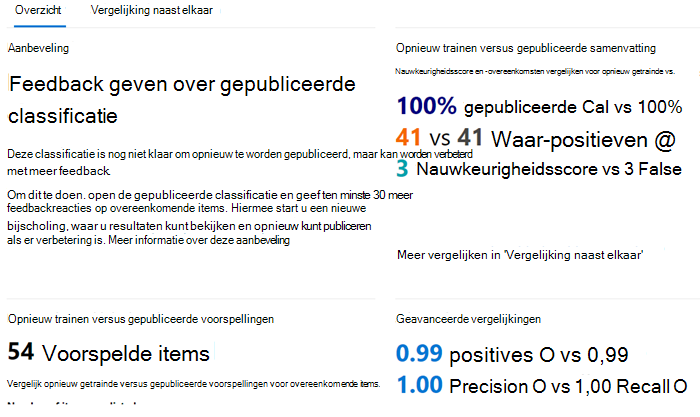 Overzicht
Vergelijking naast elkaar
Aanbeveling
Feedback geven over gepubliceerde
classificatie
Deze classificatie is nog niet klaar om opnieuw te worden gepubliceerd, maar kan worden verbeterd
met meer feedback.
Om dit te doen. open de gepubliceerde classificatie en geef ten minste 30 meer
feedbackreacties op overeenkomende items. Hiermee start u een nieuwe
bijscholing, waar u resultaten kunt bekijken en opnieuw kunt publiceren
als er verbetering is. Meer informatie over deze aanbeveling
Opnieuw trainen versus gepubliceerde samenvatting
Nauwkeurigheidsscore en -overeenkomsten vergelijken voor opnieuw getrainde vs.
100% gepubliceerde Cal vs 100%
41 vs 41 Waar-positieven @
3 Nauwkeurigheidsscore vs 3 False
Meer vergelijken in 'Vergelijking naast elkaar'
Opnieuw trainen versus gepubliceerde voorspellingen
54 Voorspelde items
Vergelijk opnieuw getrainde versus gepubliceerde voorspellingen voor overeenkomende items.
Geavanceerde vergelijkingen
0.99 positives O vs 0,99
1.00 Precision O vs 1,00 Recall O